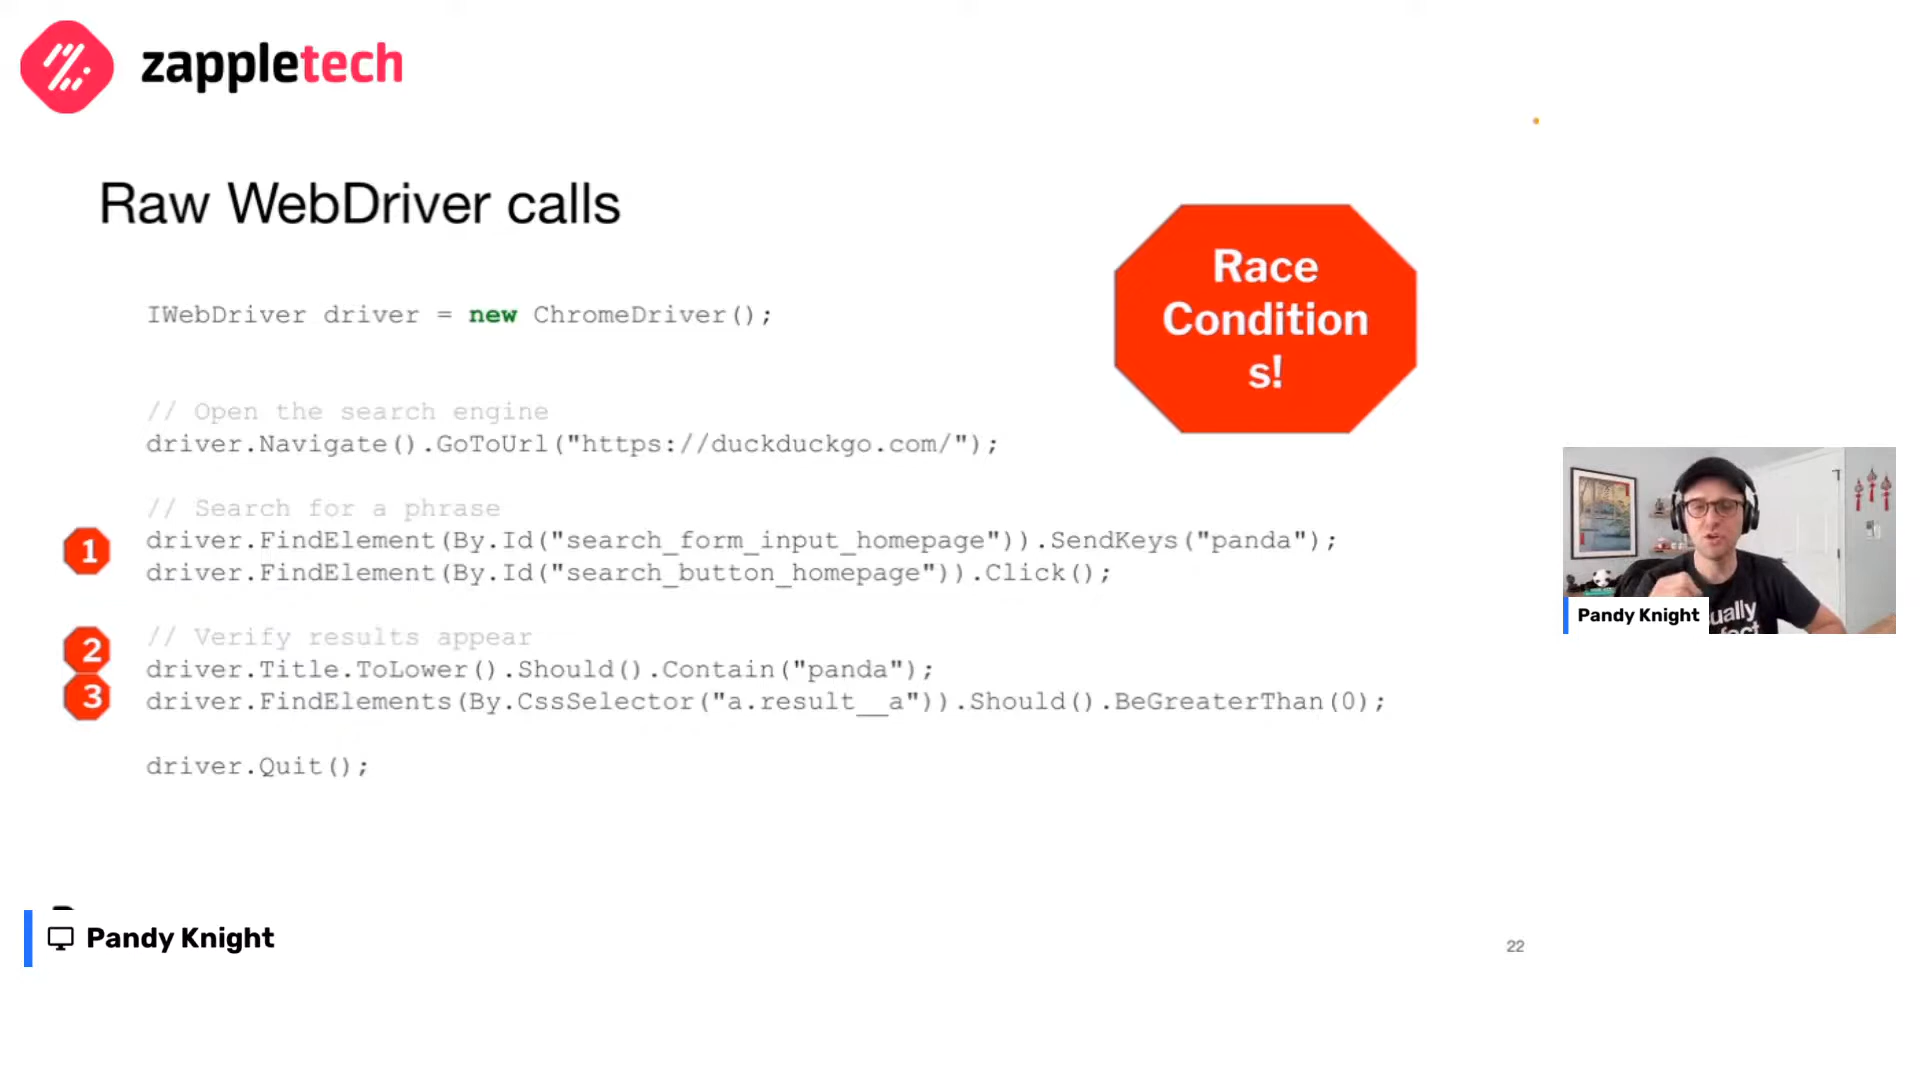 zappletech
Raw WebDriver calls
Race
Condition
s!
IWebDriver driver = new ChromeDriver();
// Open the search engine
driver.Navigate().GoToUrl("https://duckduckgo.com/");
// Search for a phrase
1
driver.FindElement(By.Id("search_form_input_homepage")).SendKeys("panda");
driver.FindElement(By.Id("search_button_homepage")).Click();
// Verify results appear
2
driver.Title.ToLower().Should().Contain("panda");
3
driver.FindElements(By.CssSelector("a.result__a")).Should().BeGreaterThan(0);
driver.Quit();
Pandy Knight
Pandy Knight
22